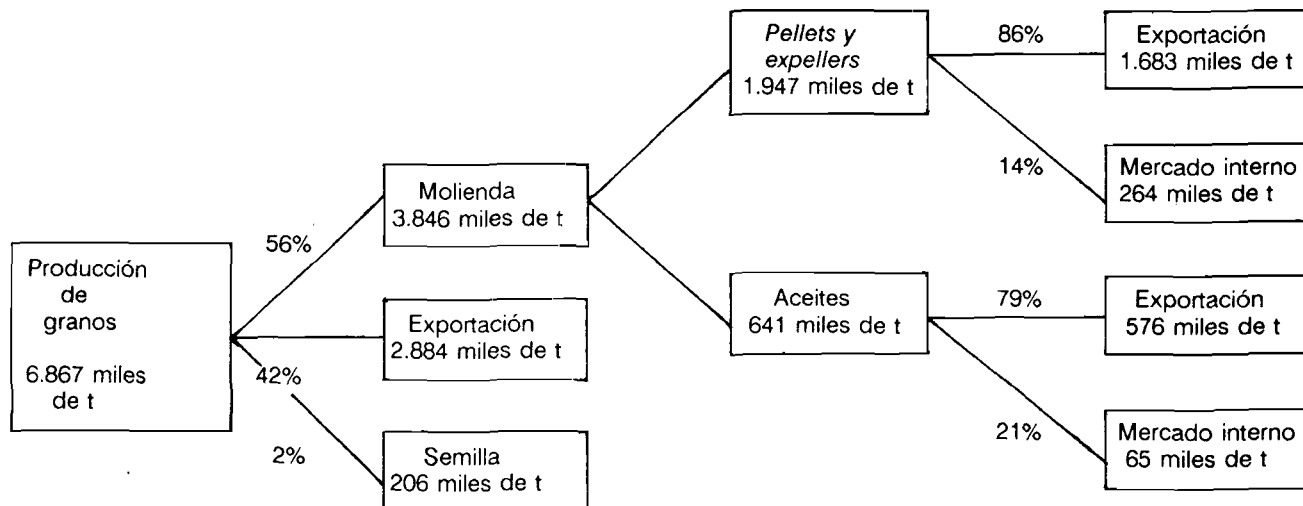 Producción
de
granos
6.867 miles
de t
56%
42%
2%
Molienda
3.846 miles de t
Exportación
2.884 miles de t
Semilla
206 miles de t
Pellets y
expellers
1.947 miles de t
Aceites
641 miles de t
86%
14%
79%
21%
Exportación
1.683 miles de t
Mercado interno
264 miles de t
Exportación
576 miles de t
Mercado interno
65 miles de t